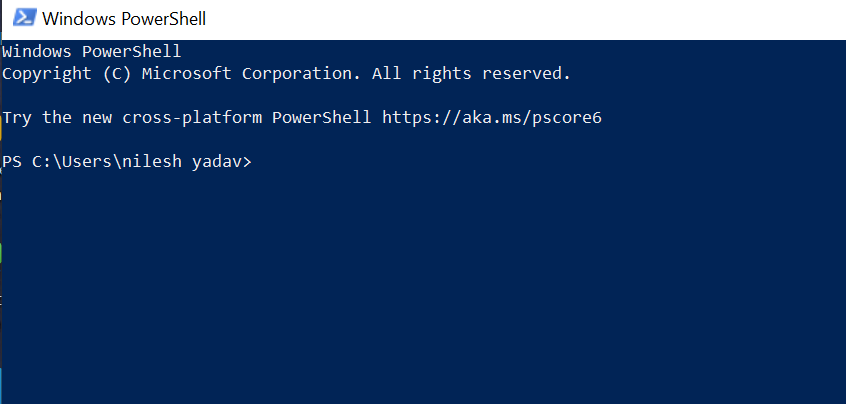 Windows PowerShell
Windows PowerShell
Copyright (C) Microsoft Corporation. All rights reserved.
Try the new cross-platform PowerShell https://aka.ms/pscore6
PS C:\Users\nilesh yadav>